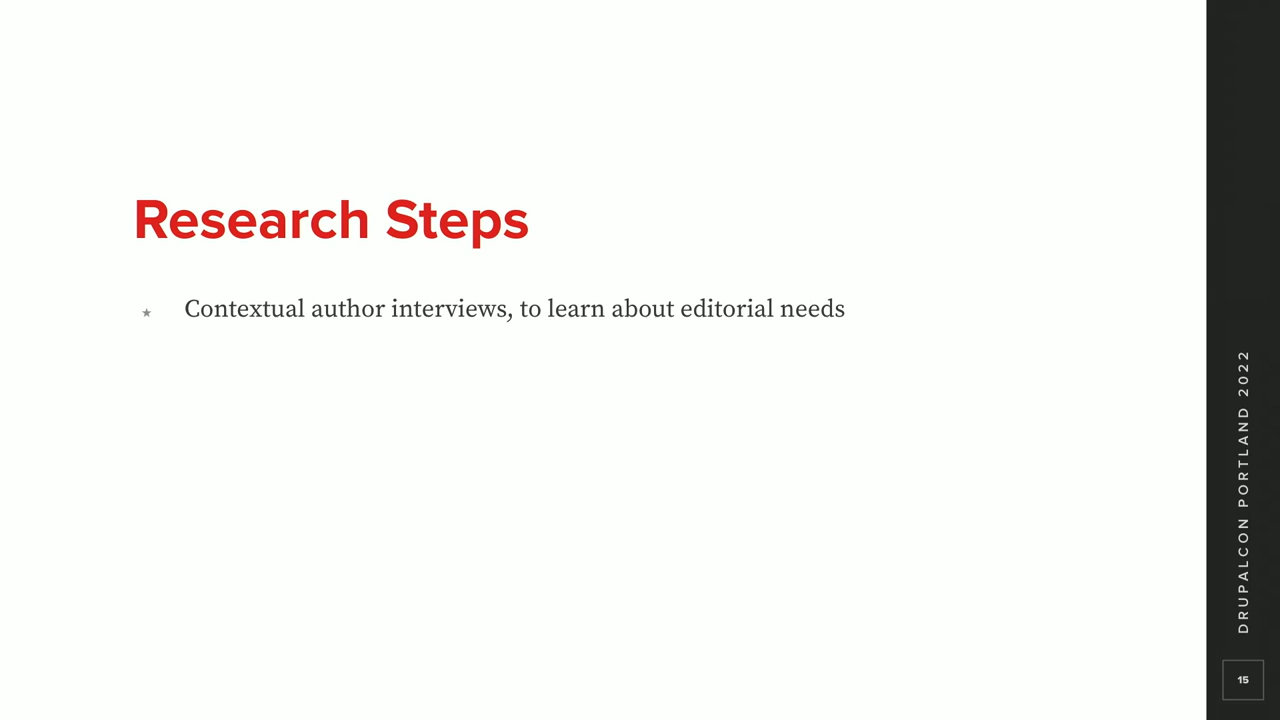 Research Steps
★ Contextual author interviews, to learn about editorial needs
DRUPALCON PORTLAND 2022
15